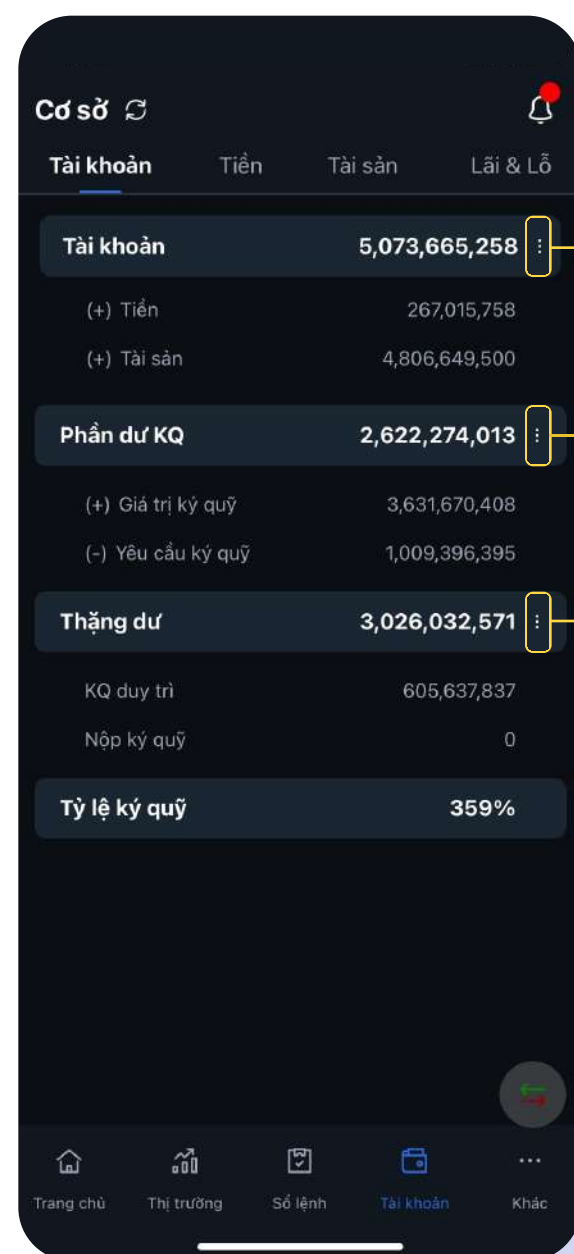 Cơ sở
Tài khoản Tiền Tài sản Lãi & Lỗ
Tài khoản 5,073,665,258
(+) Tiền 267,015,758
(+) Tài sản 4,806,649,500
Phần dư KQ 2,622,274,013
(+) Giá trị ký quỹ 3,631,670,408
(-) Yêu cầu ký quỹ 1,009,396,395
Thặng dư 3,026,032,571
KQ duy trì 605,637,837
Nộp ký quỹ 0
Tỷ lệ ký quỹ 359%
Trang chủ Thị trường Sổ lệnh Tài khoản Khác